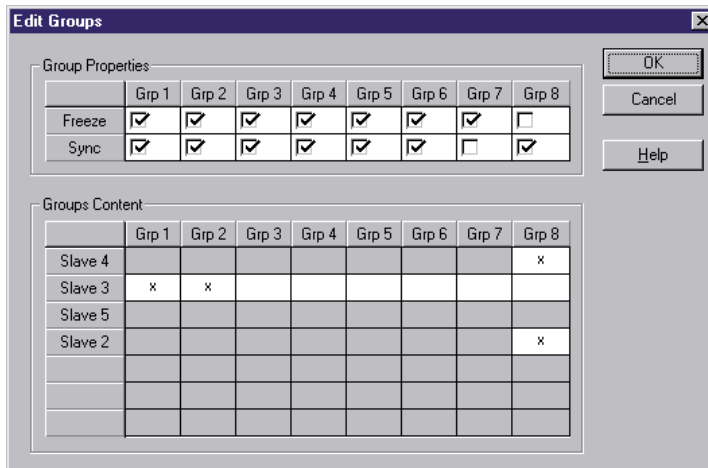 Edit Groups
Group Properties
Grp 1 Grp 2 Grp 3 Grp 4 Grp 5 Grp 6 Grp 7 Grp 8
Freeze
Sync
OK
Cancel
Help
Groups Content
Grp 1 Grp 2 Grp 3 Grp 4 Grp 5 Grp 6 Grp 7 Grp 8
Slave 4 x
Slave 3 x x
Slave 5
Slave 2 x